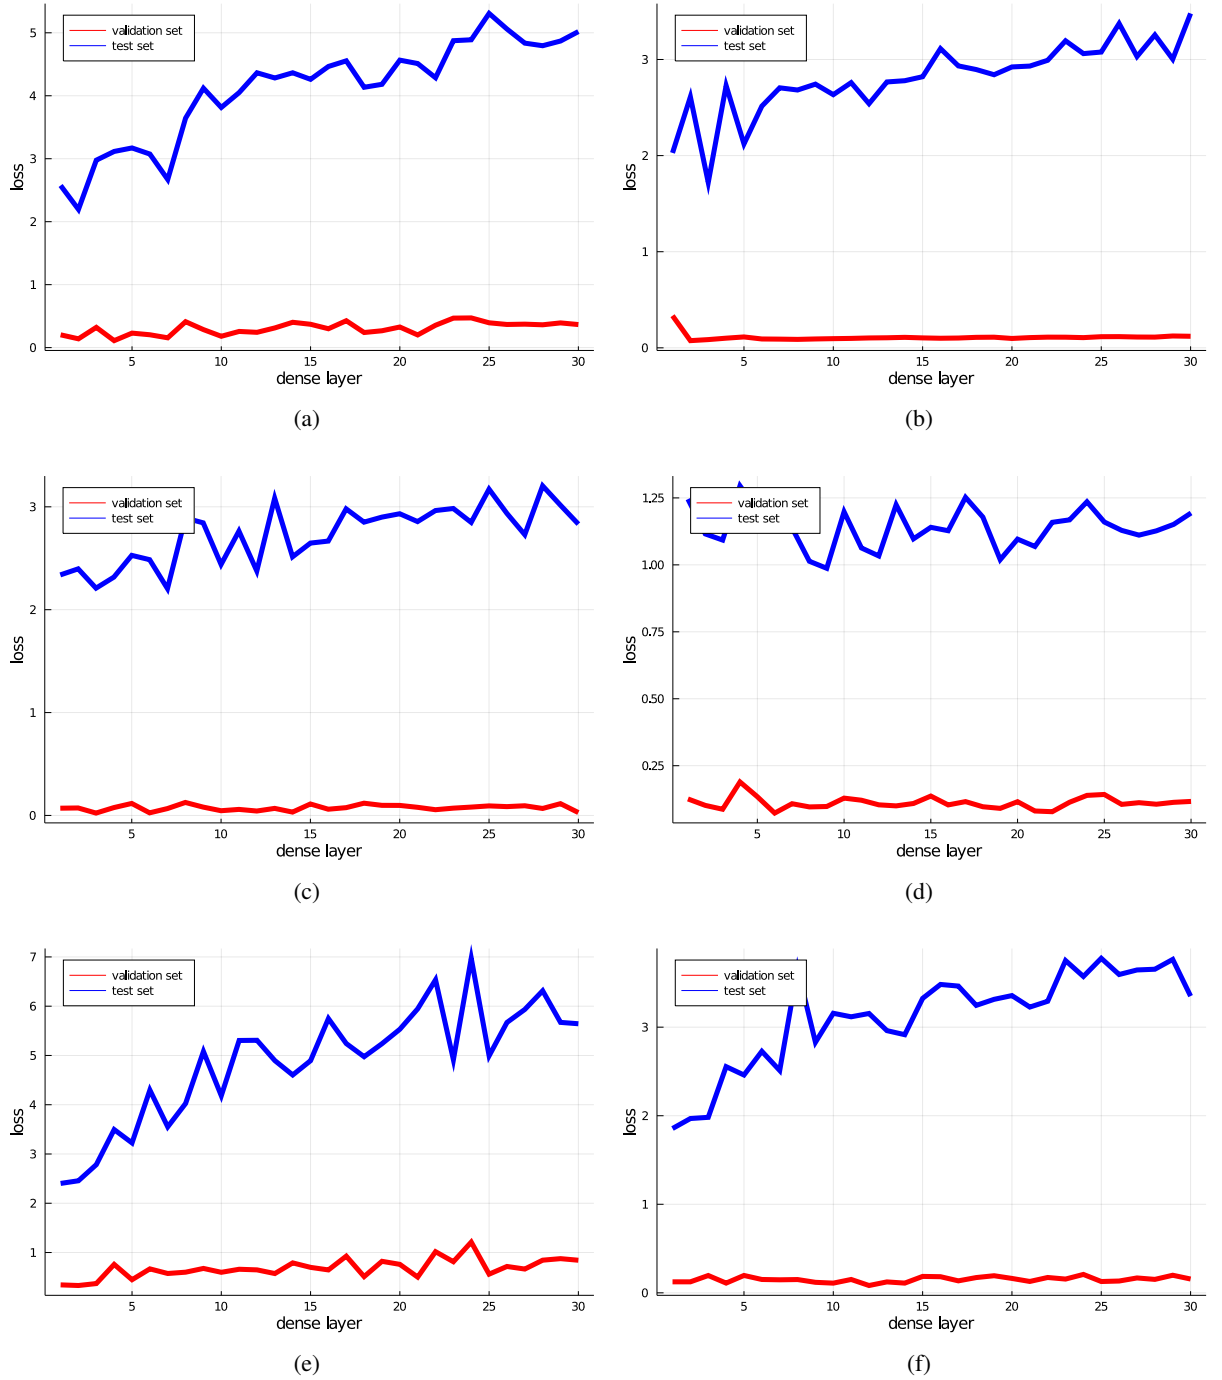 validation set
test set
5
4
3
2
1
0
loss
5 10 15 20 25 30
dense layer
(a)
validation set
test set
3
2
1
0
loss
5 10 15 20 25 30
dense layer
(b)
validation set
test set
3
2
1
0
loss
5 10 15 20 25 30
dense layer
(c)
validation set
test set
1.25
1.00
0.75
0.50
0.25
loss
5 10 15 20 25 30
dense layer
(d)
validation set
test set
7
6
5
4
3
2
1
loss
5 10 15 20 25 30
dense layer
(e)
validation set
test set
3
2
1
0
loss
5 10 15 20 25 30
dense layer
(f)